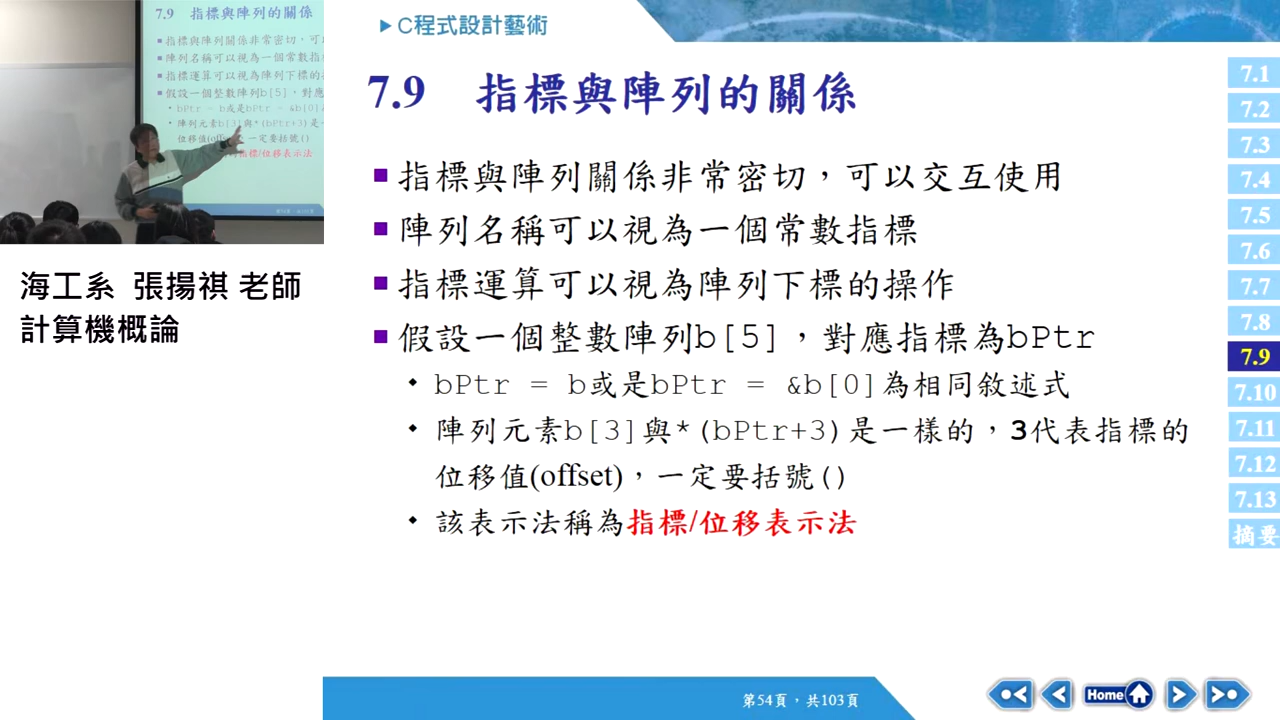 7.9 指標與陣列的關係
指標與陣列關係非常密切，可以
陣列名稱可以視為一個常數指
指標運算可以視為陣列下標的
假設一個整數陣列b[5]，對應
bPtr = b或是bPtr = &b[0]
陣列元素b[3]與*(bPtr+3)是
一定要括號()
指標/位移表示法
海工系 張揚祺 老師
計算機概論
C程式設計藝術
7.9 指標與陣列的關係
指標與陣列關係非常密切，可以交互使用
陣列名稱可以視為一個常數指標
指標運算可以視為陣列下標的操作
假設一個整數陣列b[5]，對應指標為bPtr
bPtr = b或是bPtr = &b[0]為相同敘述式
陣列元素b[3]與*(bPtr+3)是一樣的，3代表指標的
位移值(offset)，一定要括號()
該表示法稱為指標/位移表示法
7.1
7.2
7.3
7.4
7.5
7.6
7.7
7.8
7.9
7.10
7.11
7.12
7.13
摘要
第54頁，共103頁
Home